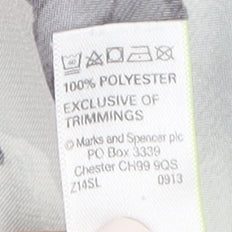 100% POLYESTER
EXCLUSIVE OF
TRIMMINGS
© Marks and Spencer plc
PO Box 3339
Chester CH99 9QS
Z14SL 0913